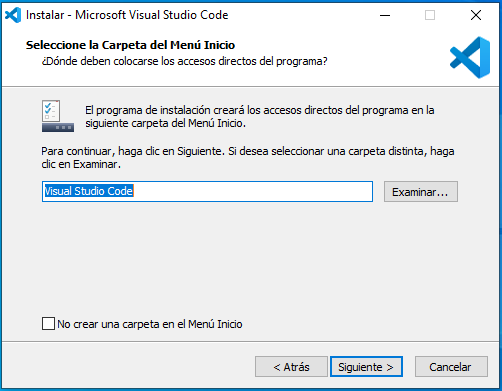 Instalar - Microsoft Visual Studio Code
Seleccione la Carpeta del Menú Inicio
¿Dónde deben colocarse los accesos directos del programa?
El programa de instalación creará los accesos directos del programa en la
siguiente carpeta del Menú Inicio.
Para continuar, haga clic en Siguiente. Si desea seleccionar una carpeta distinta, haga
clic en Examinar.
Visual Studio Code
Examinar...
No crear una carpeta en el Menú Inicio
< Atrás
Siguiente >
Cancelar